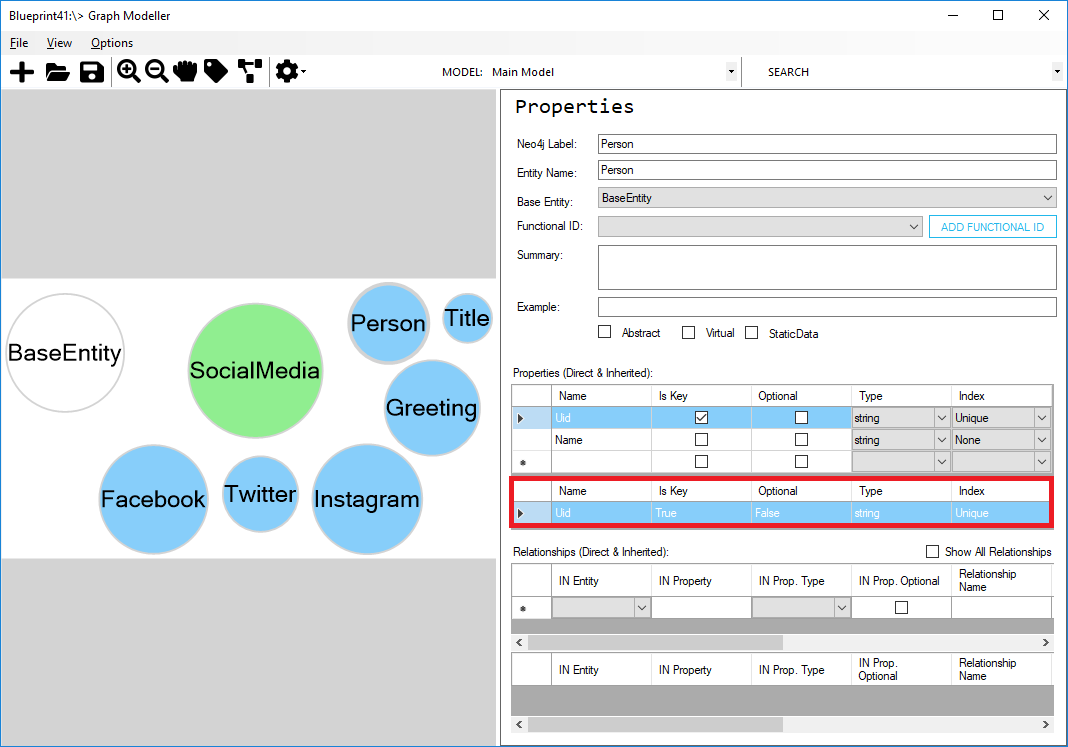 Blueprint41:\> Graph Modeller
File View Options
MODEL: Main Model SEARCH
Properties
Neo4j Label: Person
Entity Name: Person
Base Entity: BaseEntity
Functional ID: ADD FUNCTIONAL ID
Summary:
Example:
Abstract Virtual StaticData
BaseEntity
SocialMedia
Person
Title
Greeting
Facebook
Twitter
Instagram
Properties (Direct & Inherited):
Name Is Key Optional Type Index
Uid string Unique
Name string None
Name Is Key Optional Type Index
Uid True False string Unique
Relationships (Direct & Inherited): Show All Relationships
IN Entity IN Property IN Prop. Type IN Prop. Optional Relationship
Name
IN Entity IN Property IN Prop. Type IN Prop. Relationship
Optional Name